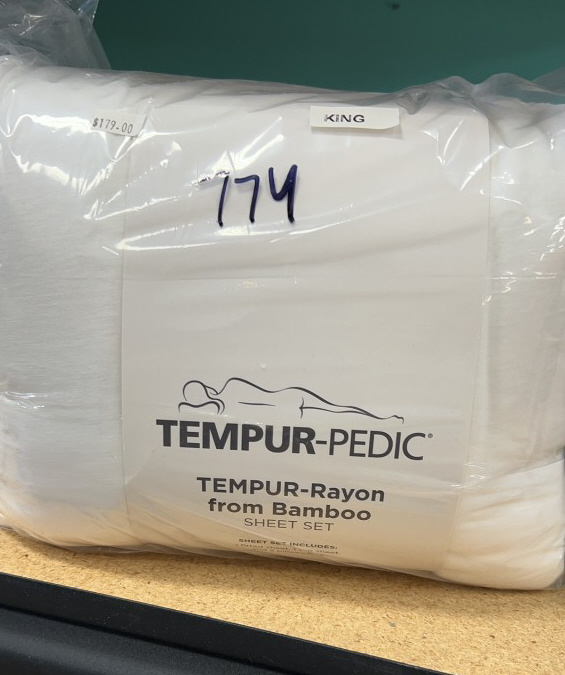 $179.00
KiNG
774
TEMPUR-PEDIC®
TEMPUR-Rayon
from Bamboo
SHEET SET
SHEET SET INCLUDES: